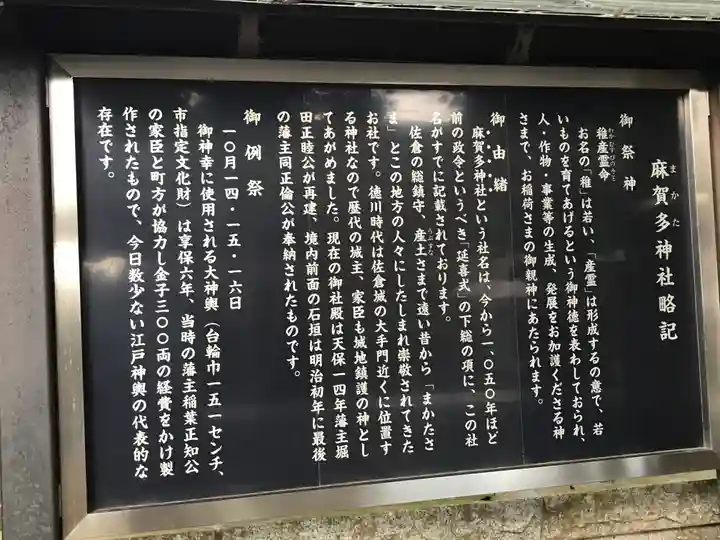 麻賀多神社略記
まかた
御祭神
稚産霊命
わかむすびのみこと
お名の「稚」は若い、「産霊」は形成するの意で、若
いものを育てあげるという御神徳を表わしておられ、
人・作物・事業等の生成、発展をお加護くださる神
さまで、お稲荷さまの御親神にあたられます。
御由緒
麻賀多神社という社名は、今から一、〇五〇年ほど
前の政令というべき「延喜式」の下総の項に、この社
名がすでに記載されております。
佐倉の総鎮守、産土さまで遠い昔から「まかたさ
うぶすな
ま」とこの地方の人々にしたしまれ崇敬されてきた
お社です。徳川時代は佐倉城の大手門近くに位置す
る神社なので歴代の城主、家臣も城地鎮護の神とし
てあがめました。現在の御社殿は天保一四年藩主堀
田正睦公が再建、境内前面の石垣は明治初年に最後
の藩主同正倫公が奉納されたものです。
御例祭
一〇月一四・一五・一六日
御神幸に使用される大神輿（台輪巾一五一センチ、
市指定文化財）は享保六年、当時の藩主稲葉正知公
の家臣と町方が協力し金子三〇〇両の経費をかけ製
作されたもので、今日数少ない江戸神輿の代表的な
存在です。